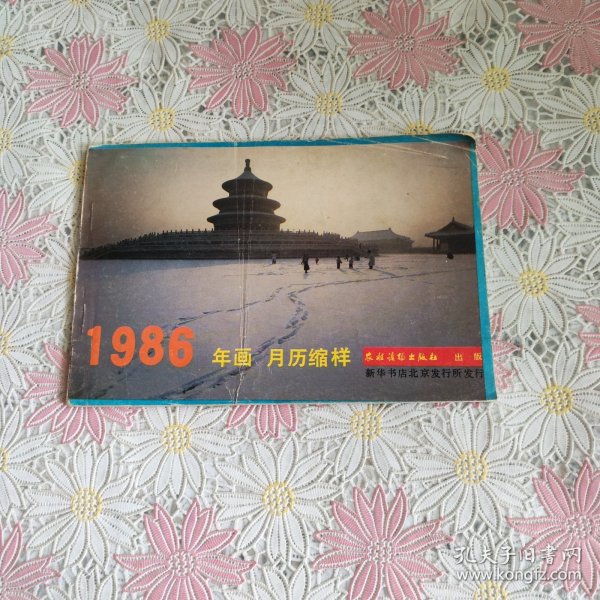 1986 年画 月历缩样
农村读物出版社 出版
新华书店北京发行所发行
孔夫子旧书网
www.kongfz.com